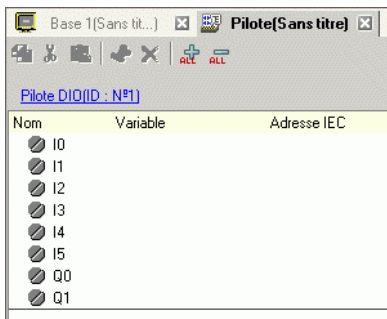 Base 1(Sans tit...) Pilote(Sans titre)
ALL ALL
Pilote DIO(ID : Nº1)
Nom Variable Adresse IEC
I0
I1
I2
I3
I4
I5
Q0
Q1